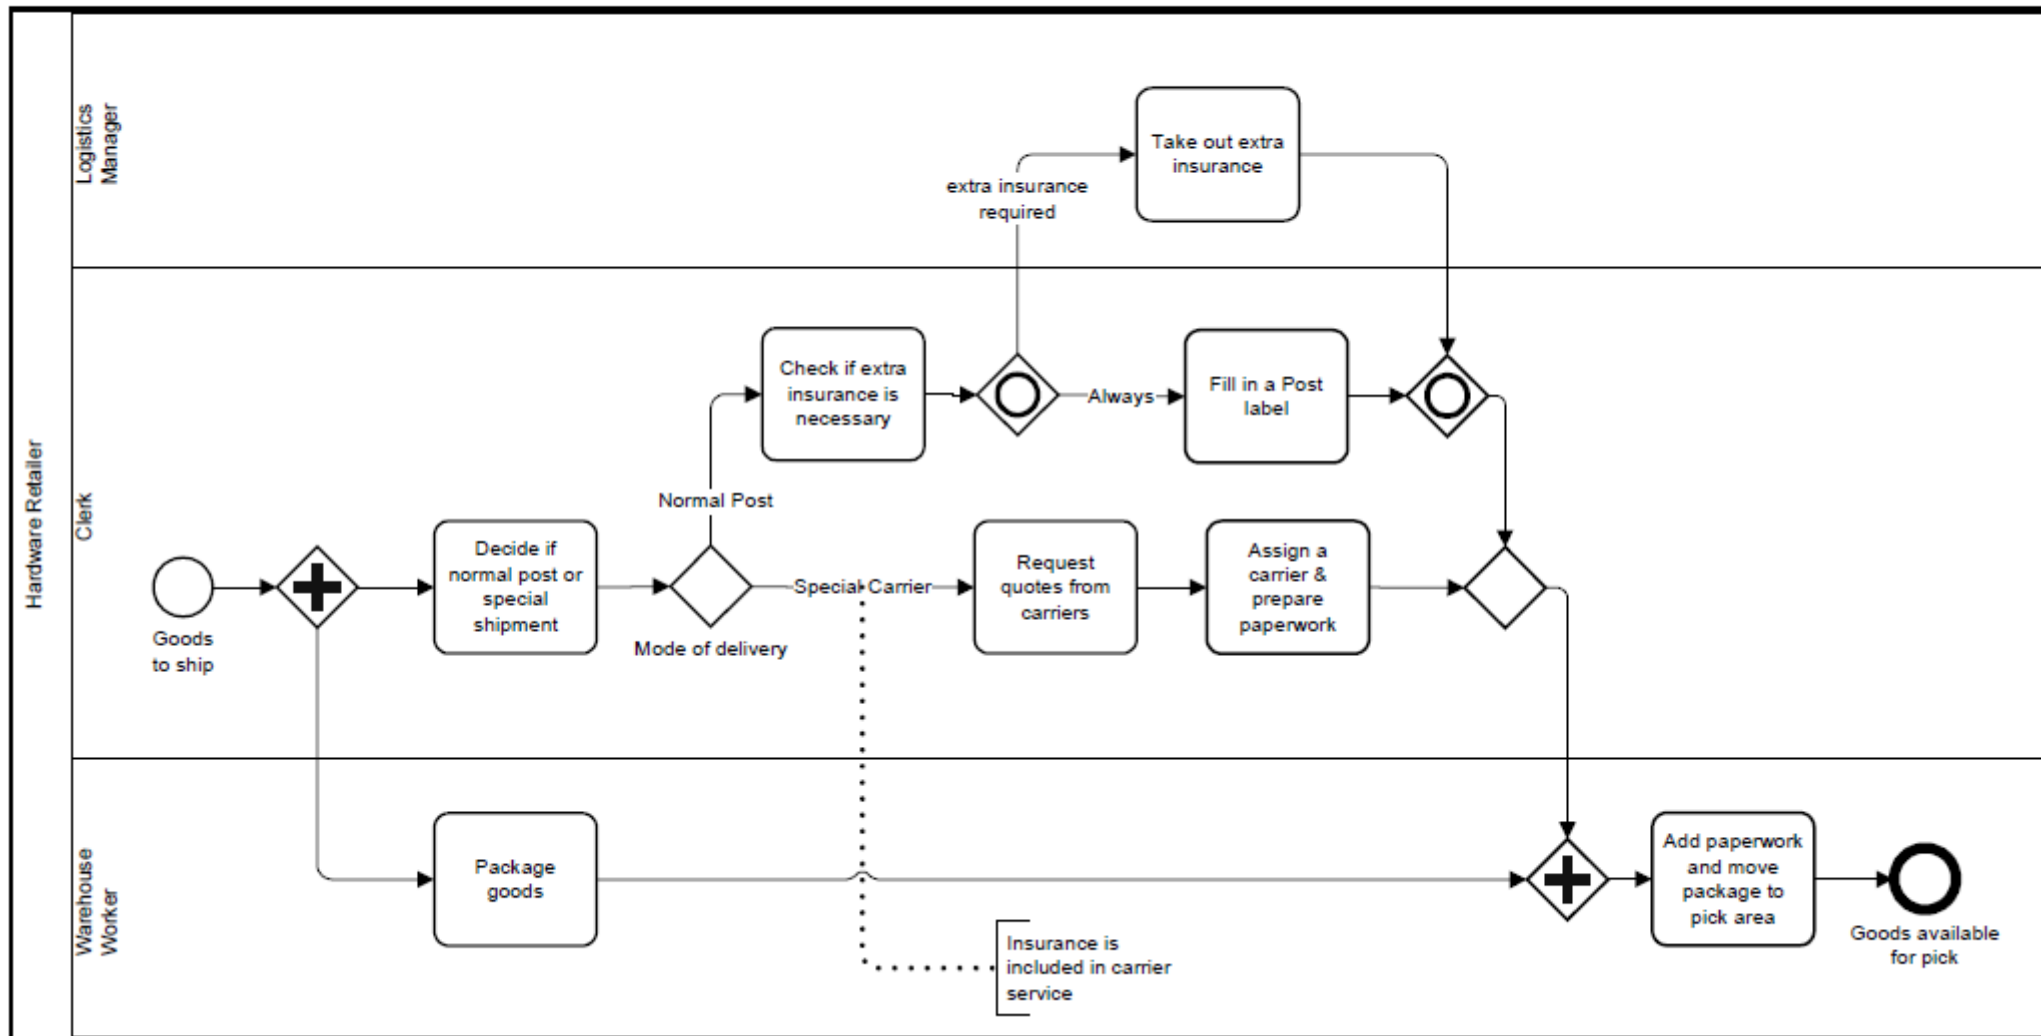 Hardware Retailer
Logistics
Manager
Take out extra
insurance
extra insurance
required
Clerk
Check if extra
insurance is
necessary
Always
Fill in a Post
label
Normal Post
Goods
to ship
Decide if
normal post or
special
shipment
Mode of delivery
Special Carrier
Request
quotes from
carriers
Assign a
carrier &
prepare
paperwork
Warehouse
Worker
Package
goods
Insurance is
included in carrier
service
Add paperwork
and move
package to
pick area
Goods available
for pick